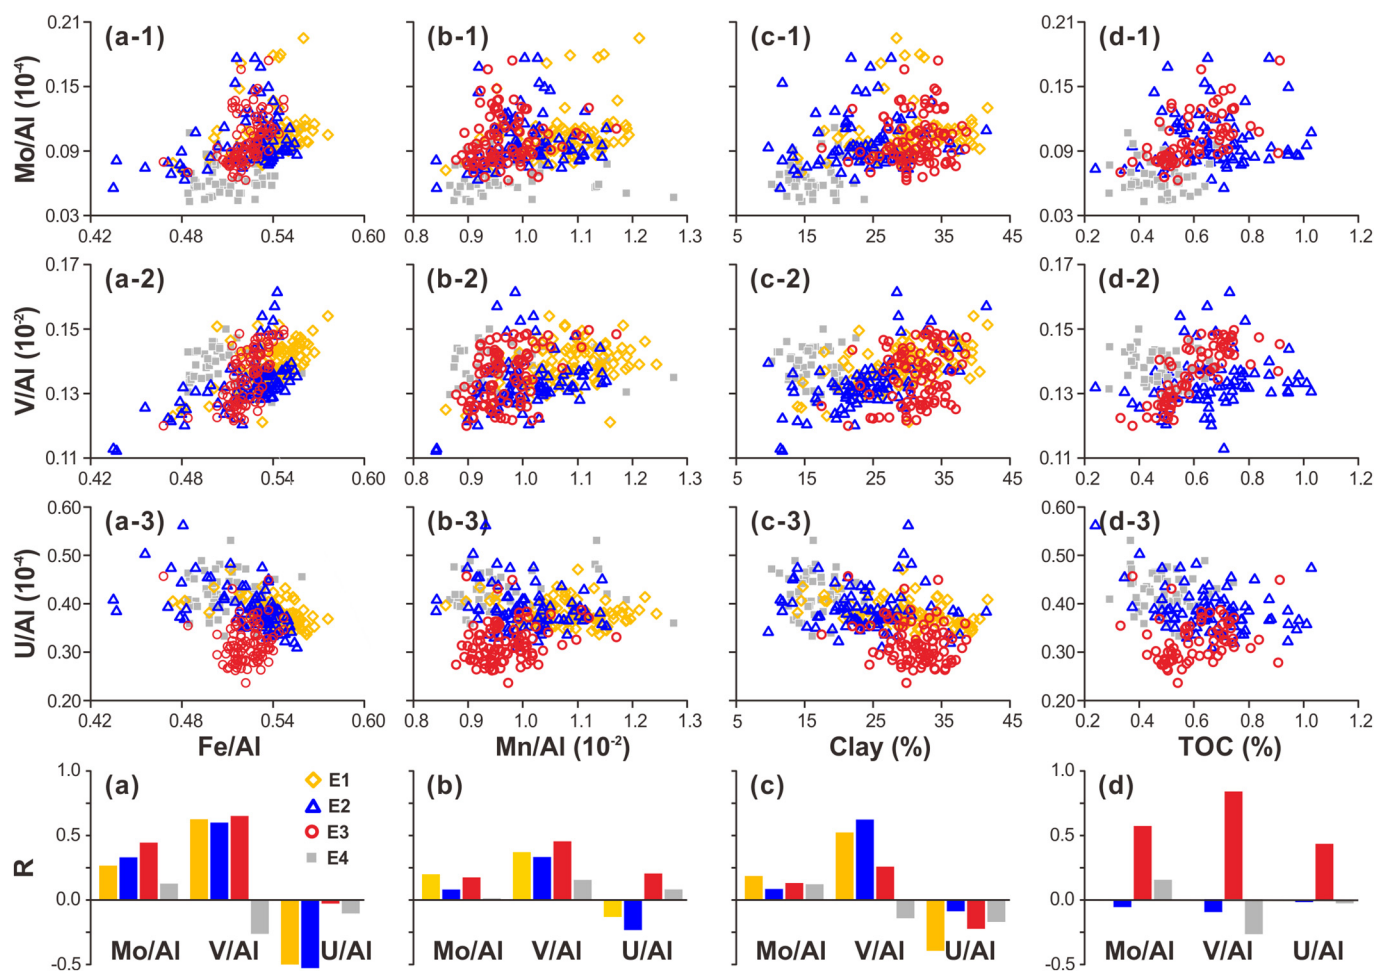 0.21
0.15
0.09
0.03
Mo/Al (10-4)
(a-1)
(b-1)
(c-1)
(d-1)
0.21
0.15
0.09
0.03
0.42 0.48 0.54 0.60
0.8 0.9 1.0 1.1 1.2 1.3
5 15 25 35 45
0.2 0.4 0.6 0.8 1.0 1.2
0.17
0.15
0.13
0.11
V/Al (10-2)
(a-2)
(b-2)
(c-2)
(d-2)
0.17
0.15
0.13
0.11
0.42 0.48 0.54 0.60
0.8 0.9 1.0 1.1 1.2 1.3
5 15 25 35 45
0.2 0.4 0.6 0.8 1.0 1.2
0.60
0.50
0.40
0.30
0.20
U/Al (10-4)
(a-3)
(b-3)
(c-3)
(d-3)
0.60
0.50
0.40
0.30
0.20
0.42 0.48 0.54 0.60
0.8 0.9 1.0 1.1 1.2 1.3
5 15 25 35 45
0.2 0.4 0.6 0.8 1.0 1.2
Fe/Al
Mn/Al (10-2)
Clay (%)
TOC (%)
1.0
0.5
0.0
-0.5
R
(a)
E1
E2
E3
E4
Mo/Al V/Al U/Al
(b)
Mo/Al V/Al U/Al
(c)
Mo/Al V/Al U/Al
1.0
0.5
0.0
-0.5
(d)
Mo/Al V/Al U/Al